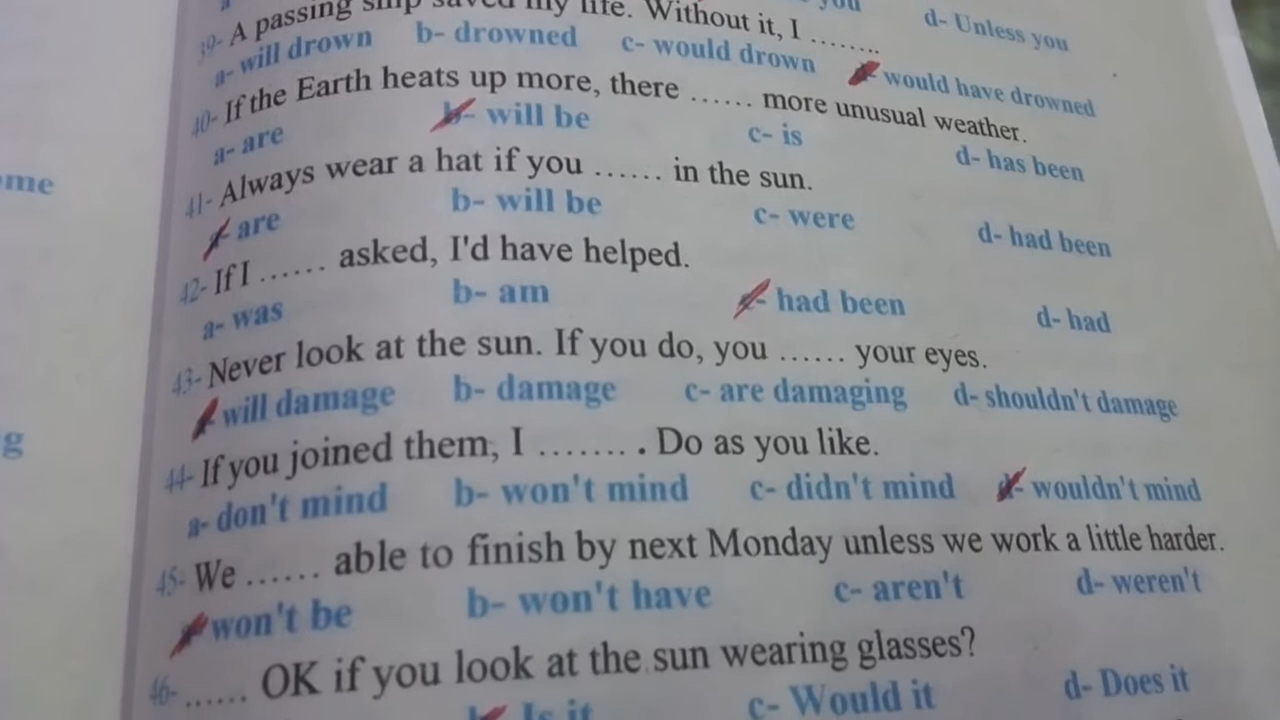 you
d- Unless you
39- A passing ship saved my life. Without it, I ........
a- will drown b- drowned c- would drown d- would have drowned
40- If the Earth heats up more, there ...... more unusual weather.
a- are b- will be c- is d- has been
41- Always wear a hat if you ...... in the sun.
a- are b- will be c- were d- had been
42- If I ...... asked, I'd have helped.
a- was b- am c- had been d- had
43- Never look at the sun. If you do, you ...... your eyes.
a- will damage b- damage c- are damaging d- shouldn't damage
44- If you joined them, I ....... . Do as you like.
a- don't mind b- won't mind c- didn't mind d- wouldn't mind
45- We ...... able to finish by next Monday unless we work a little harder.
a- won't be b- won't have c- aren't d- weren't
46- ...... OK if you look at the sun wearing glasses?
b- Is it c- Would it d- Does it
me
g